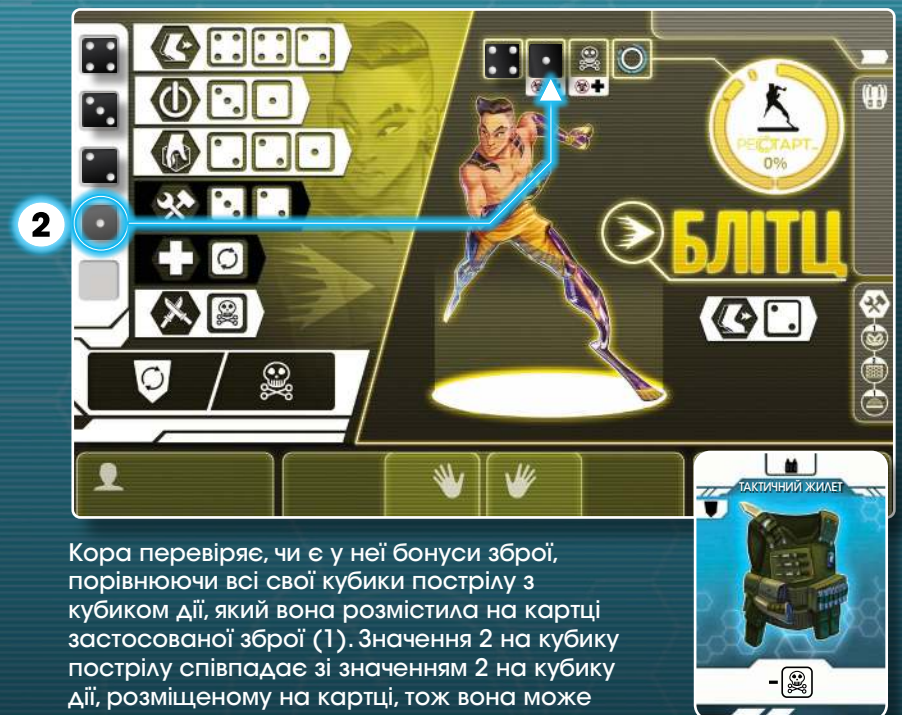 РЕСТАРТ_
0%
2
БЛІТЦ
ТАКТИЧНИЙ ЖИЛЕТ
-
Кора перевіряє, чи є у неї бонуси зброї,
порівнюючи всі свої кубики пострілу з
кубиком дії, який вона розмістила на картці
застосованої зброї (1). Значення 2 на кубику
пострілу співпадає зі значенням 2 на кубику
дії, розміщеному на картці, тож вона може